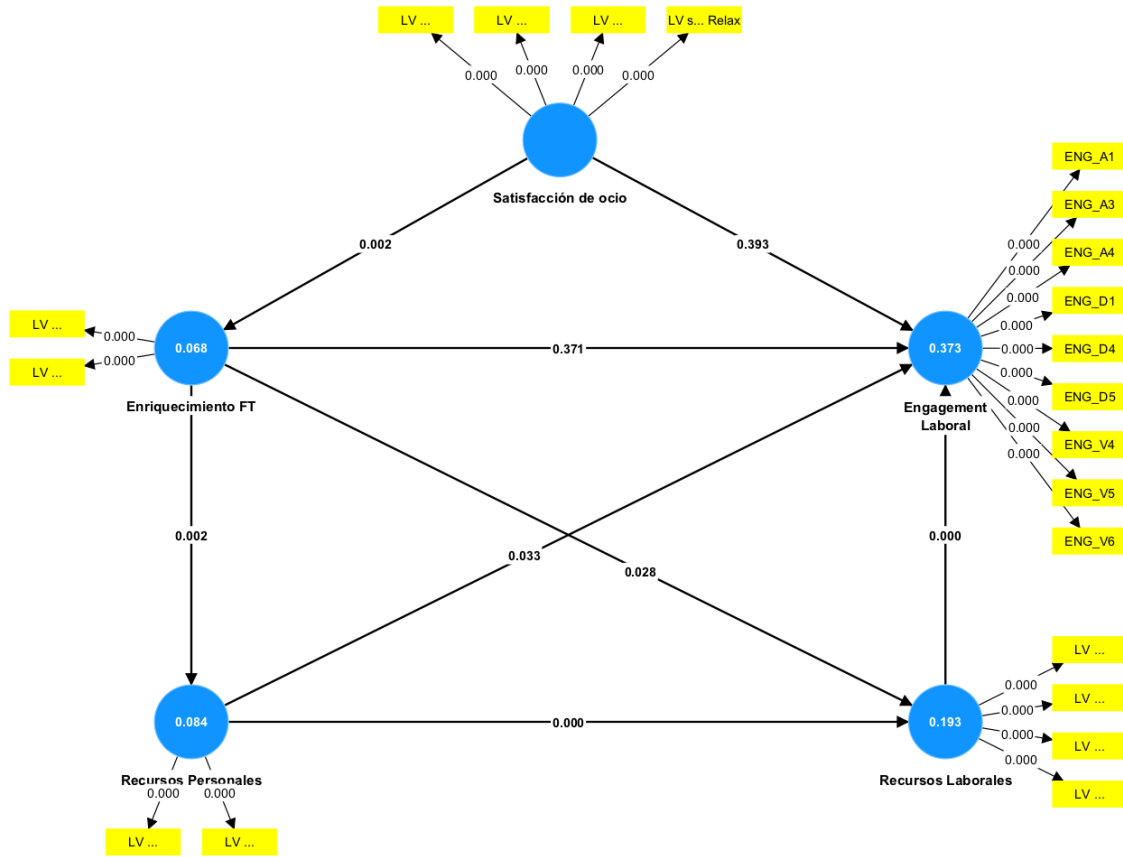 LV ...
LV ...
LV ...
LV s... Relax
0.000
0.000
0.000
0.000
Satisfacción de ocio
0.002
0.393
ENG_A1
ENG_A3
ENG_A4
ENG_D1
ENG_D4
ENG_D5
ENG_V4
ENG_V5
ENG_V6
0.000
0.000
0.000
0.000
0.000
0.000
0.000
0.000
0.000
LV ...
LV ...
0.000
0.000
0.068
Enriquecimiento FT
0.371
0.373
Engagement
Laboral
0.002
0.033
0.028
0.000
0.084
Recursos Personales
0.000
0.000
LV ...
LV ...
0.000
0.193
Recursos Laborales
0.000
0.000
0.000
0.000
LV ...
LV ...
LV ...
LV ...